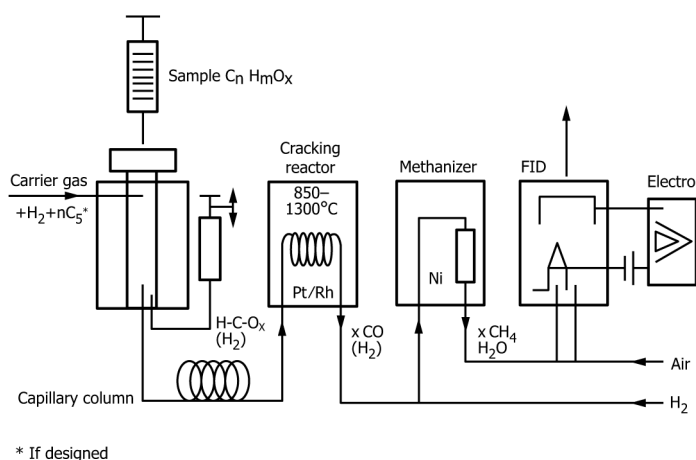 Sample Cn HmOx
Carrier gas
+H₂+nC₅*
H-C-Oₓ
(H₂)
Capillary column
Cracking
reactor
850–
1300°C
Pt/Rh
x CO
(H₂)
Methanizer
Ni
x CH₄
H₂O
FID
Electro
Air
H₂
* If designed